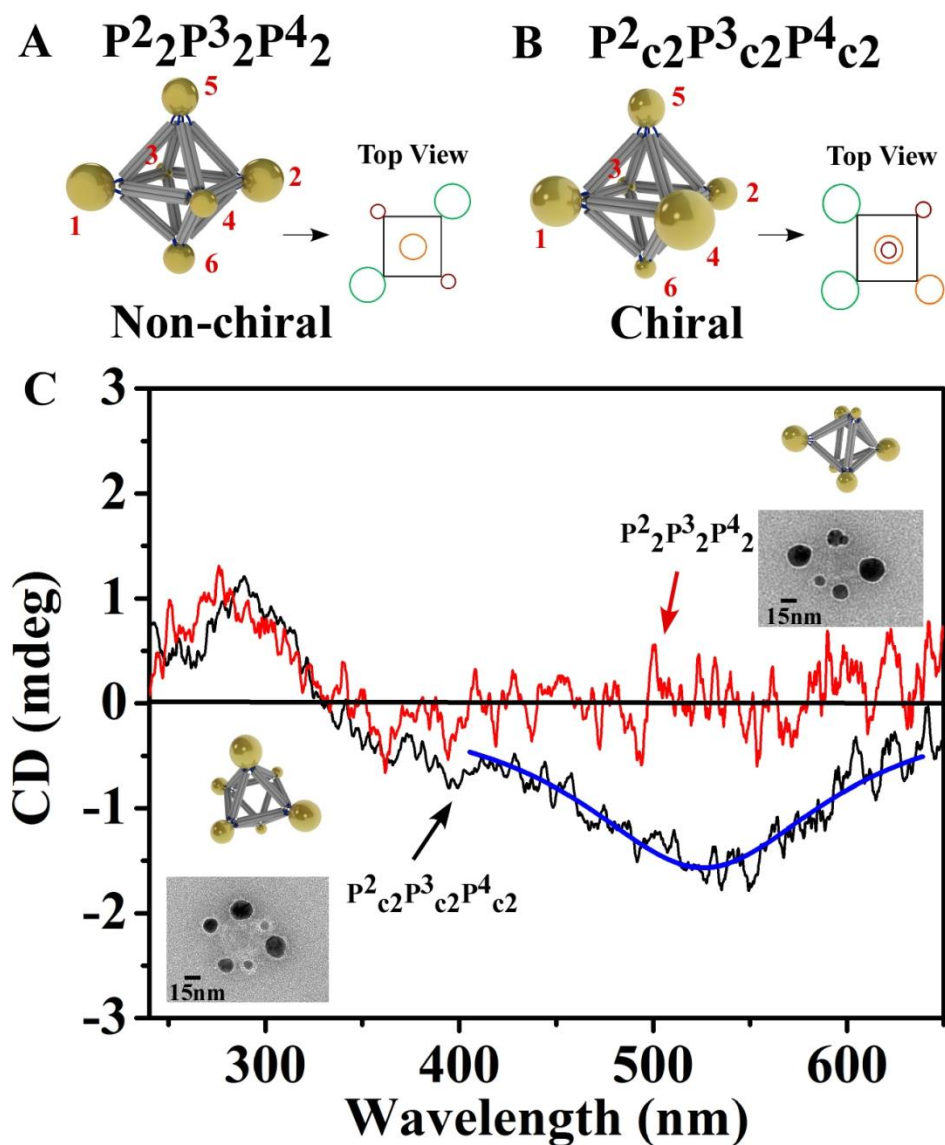 A P²₂P³₂P⁴₂
5
3
2
1
4
6
Top View
Non-chiral
B P²c2P³c2P⁴c2
5
3
2
1
4
6
Top View
Chiral
C
3
2
1
0
-1
-2
-3
CD (mdeg)
P²₂P³₂P⁴₂
15nm
P²c2P³c2P⁴c2
15nm
300 400 500 600
Wavelength (nm)